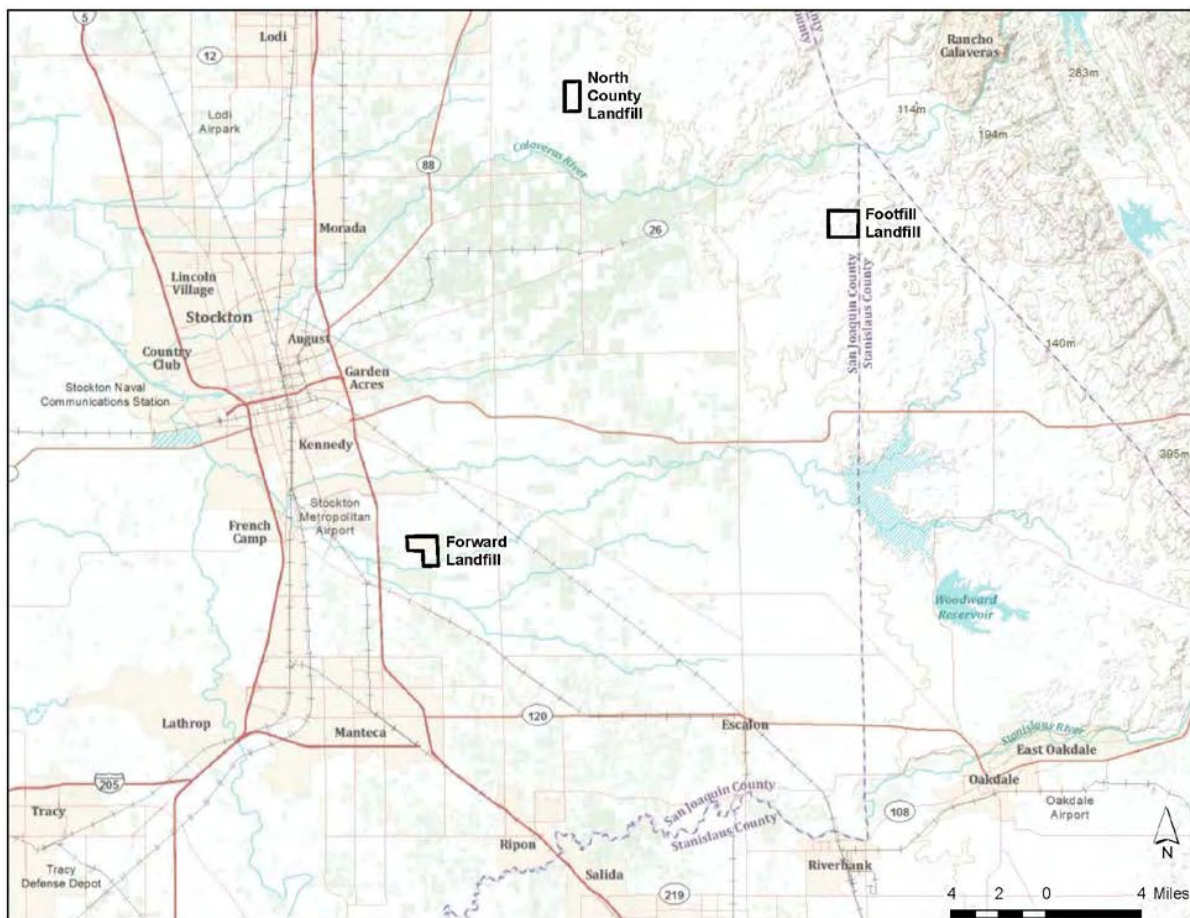 5
Lodi
12
Lodi
Airpark
North
County
Landfill
County
County
Rancho
Calaveras
283m
114m
194m
88
Calaveras River
Morada
26
Footfill
Landfill
Lincoln
Village
Stockton
August
Country
Club
Garden
Acres
Stockton Naval
Communications Station
San Joaquin County
Stanislaus County
140m
Kennedy
395m
Stockton
Metropolitan
Airport
French
Camp
Forward
Landfill
Woodward
Reservoir
Lathrop
Manteca
120
Escalon
Stanislaus River
East Oakdale
Oakdale
205
Tracy
San Joaquin County
Stanislaus County
108
Oakdale
Airport
Ripon
Riverbank
N
Tracy
Defense Depot
Salida
219
4 2 0 4 Miles